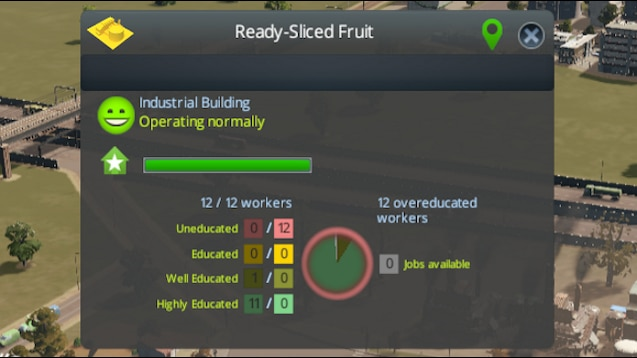 Ready-Sliced Fruit
Industrial Building
Operating normally
12 / 12 workers
Uneducated 0 / 12
Educated 0 / 0
Well Educated 1 / 0
Highly Educated 11 / 0
12 overeducated
workers
0 Jobs available